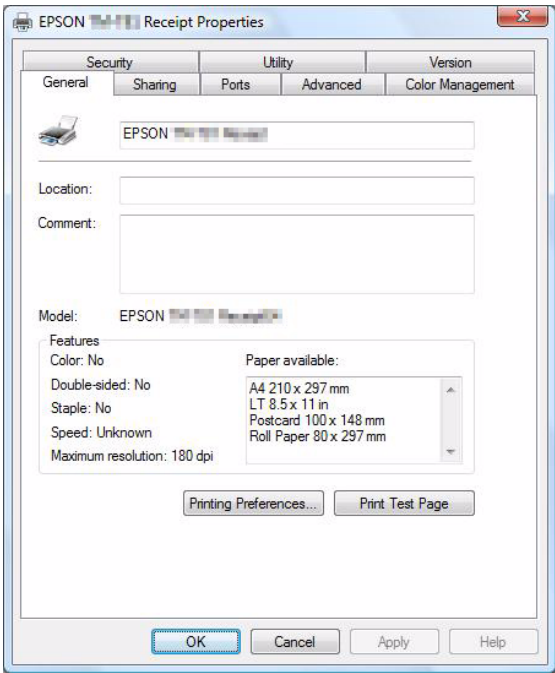 EPSON Receipt Properties
Security Utility Version
General Sharing Ports Advanced Color Management
EPSON
Location:
Comment:
Model: EPSON
Features
Color: No
Paper available:
Double-sided: No
A4 210 x 297 mm
Staple: No
LT 8.5 x 11 in
Postcard 100 x 148 mm
Speed: Unknown
Roll Paper 80 x 297 mm
Maximum resolution: 180 dpi
Printing Preferences... Print Test Page
OK Cancel Apply Help